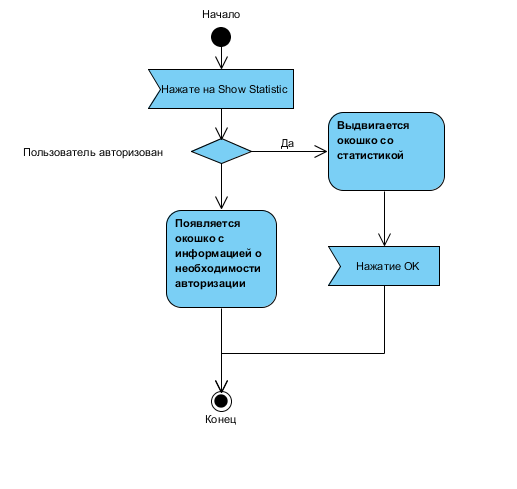 Начало
Нажате на Show Statistic
Пользователь авторизован
Да
Выдвигается
окошко со
статистикой
Появляется
окошко с
информацией о
необходимости
авторизации
Нажатие OK
Конец